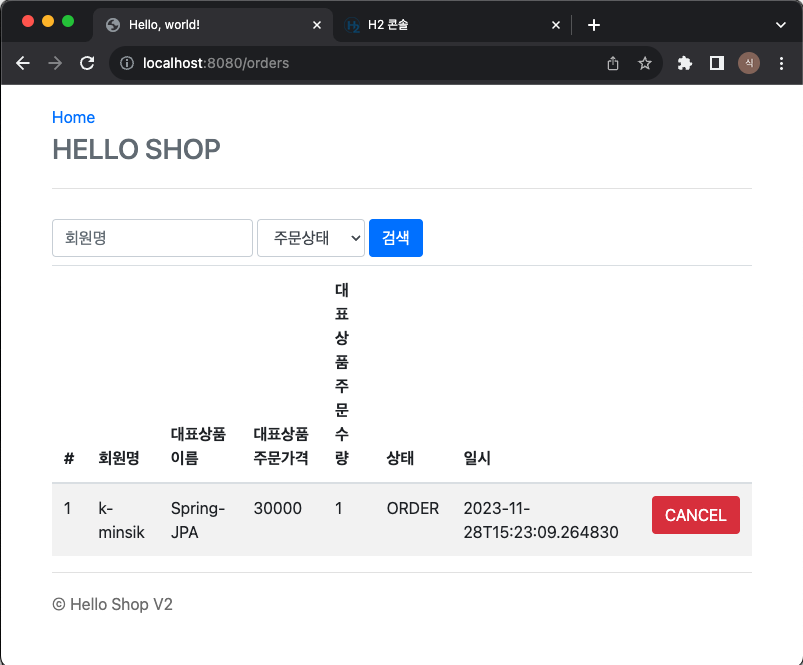 Hello, world!
H2 콘솔
localhost:8080/orders
식
Home
HELLO SHOP
회원명
주문상태
검색
#
회원명
대표상품
이름
대표상품
주문가격
대
표
상
품
주
문
수
량
상태
일시
1
k-
minsik
Spring-
JPA
30000
1
ORDER
2023-11-
28T15:23:09.264830
CANCEL
© Hello Shop V2